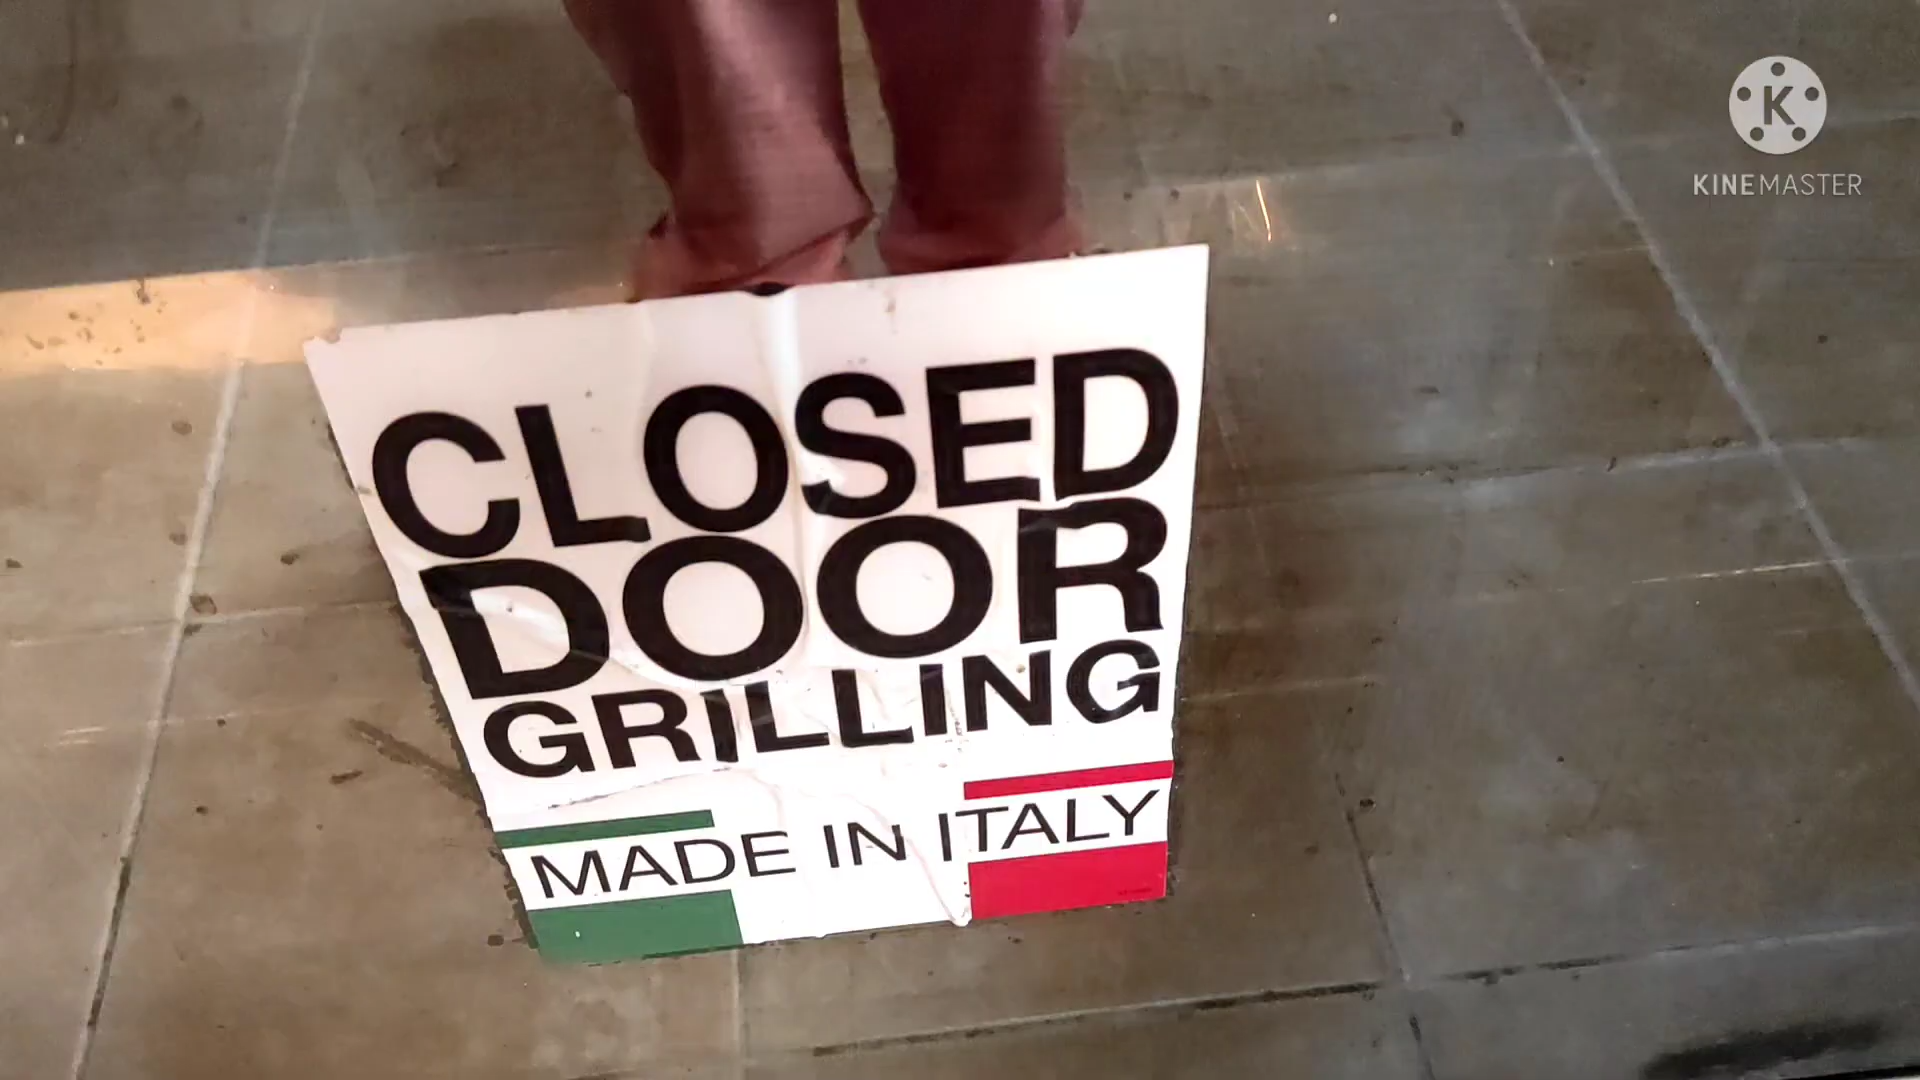 K
KINEMASTER
CLOSED
DOOR
GRILLING
MADE IN ITALY